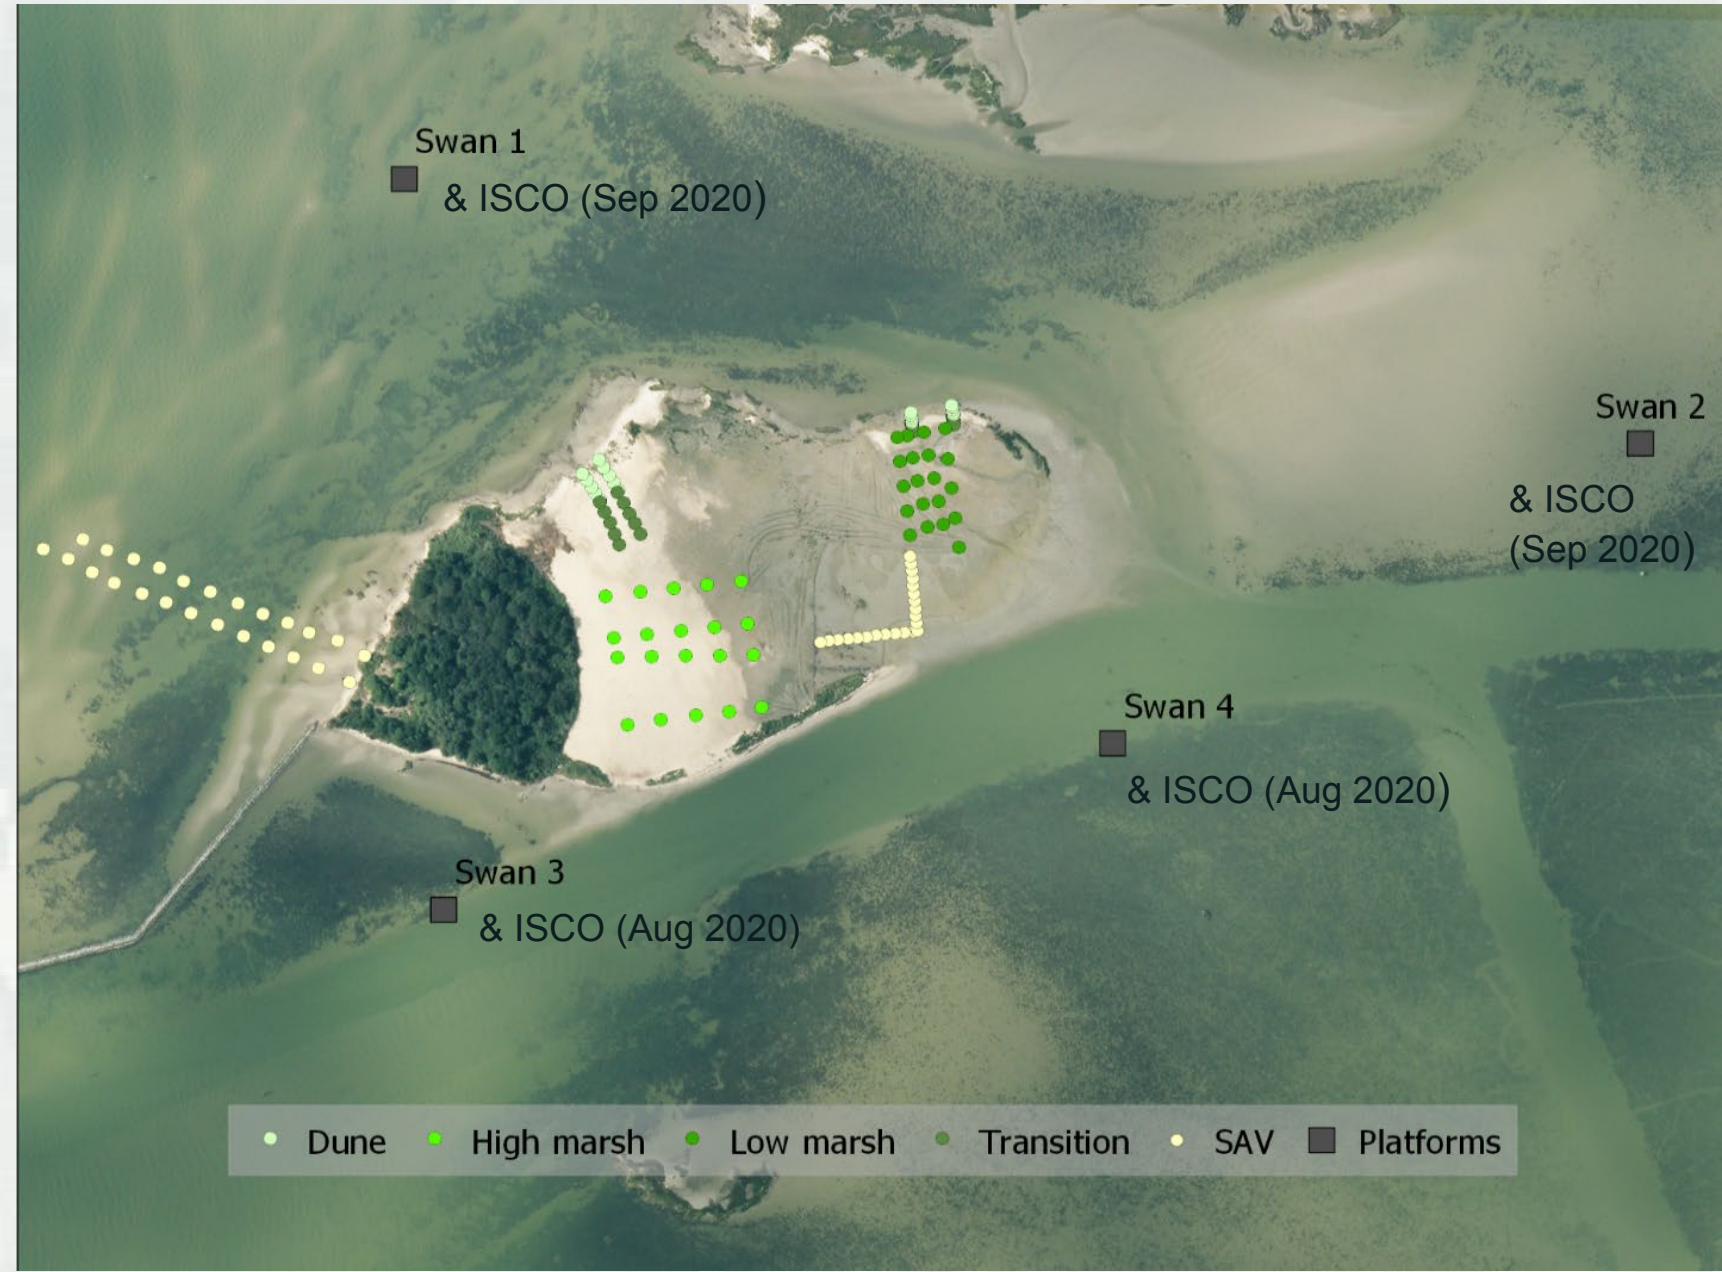 Swan 1
& ISCO (Sep 2020)
Swan 2
& ISCO
(Sep 2020)
Swan 4
& ISCO (Aug 2020)
Swan 3
& ISCO (Aug 2020)
Dune High marsh Low marsh Transition SAV Platforms